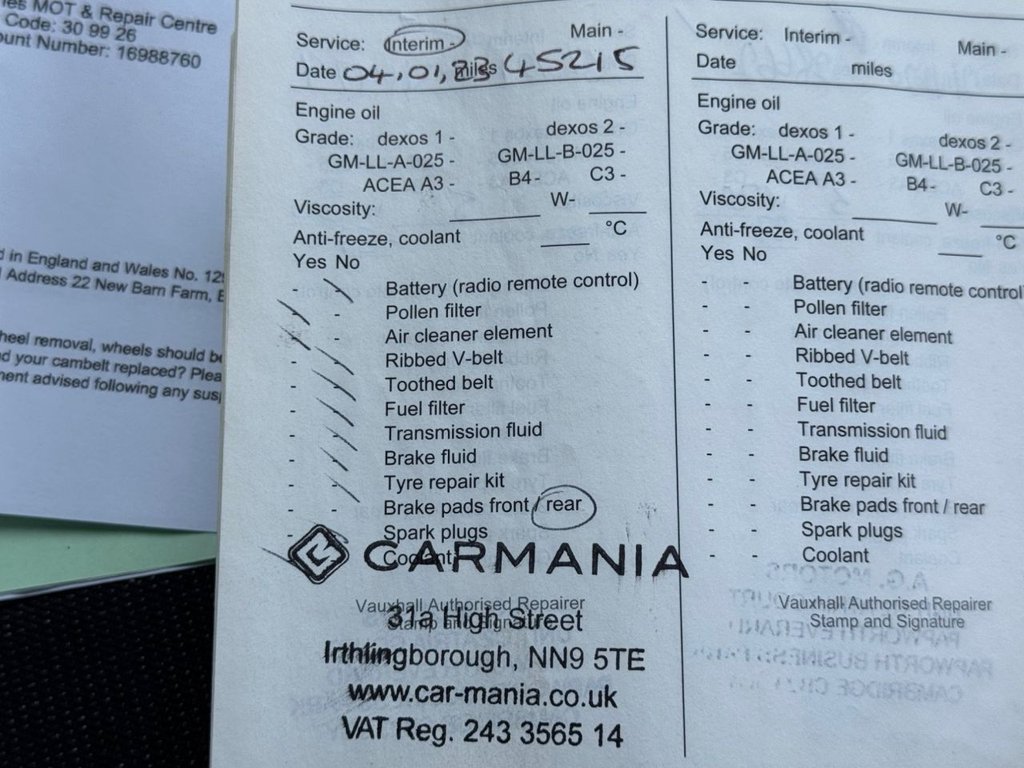 les MOT & Repair Centre
Code: 30 99 26
ount Number: 16988760
d in England and Wales No. 129
Address 22 New Barn Farm, E
heel removal, wheels should be
d your cambelt replaced? Plea
ment advised following any susp
Service: Interim - Main -
Date 04,01,23 miles 45215
Engine oil
Grade: dexos 1 - dexos 2 -
GM-LL-A-025 - GM-LL-B-025 -
ACEA A3 - B4 - C3 -
Viscosity: W-
Anti-freeze, coolant °C
Yes No
- - Battery (radio remote control)
- - Pollen filter
- - Air cleaner element
- - Ribbed V-belt
- - Toothed belt
- - Fuel filter
- - Transmission fluid
- - Brake fluid
- - Tyre repair kit
- - Brake pads front / rear
- - Spark plugs
Coolant
CARMANIA
Vauxhall Authorised Repairer
Stamp and Signature
31a High Street
Irthlingborough, NN9 5TE
www.car-mania.co.uk
VAT Reg. 243 3565 14
Service: Interim - Main -
Date miles
Engine oil
Grade: dexos 1 - dexos 2 -
GM-LL-A-025 - GM-LL-B-025 -
ACEA A3 - B4 - C3 -
Viscosity: W-
Anti-freeze, coolant °C
Yes No
- - Battery (radio remote control)
- - Pollen filter
- - Air cleaner element
- - Ribbed V-belt
- - Toothed belt
- - Fuel filter
- - Transmission fluid
- - Brake fluid
- - Tyre repair kit
- - Brake pads front / rear
- - Spark plugs
- - Coolant
Vauxhall Authorised Repairer
Stamp and Signature